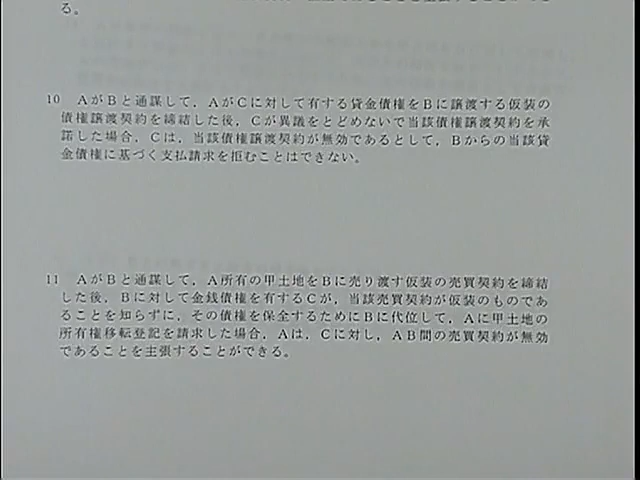 る。
10 AがBと通謀して，AがCに対して有する貸金債権をBに譲渡する仮装の
債権譲渡契約を締結した後，Cが異議をとどめないで当該債権譲渡契約を承
諾した場合，Cは，当該債権譲渡契約が無効であるとして，Bからの当該貸
金債権に基づく支払請求を拒むことはできない。
11 AがBと通謀して，A所有の甲土地をBに売り渡す仮装の売買契約を締結
した後，Bに対して金銭債権を有するCが，当該売買契約が仮装のものであ
ることを知らずに，その債権を保全するためにBに代位して，Aに甲土地の
所有権移転登記を請求した場合，Aは，Cに対し，AB間の売買契約が無効
であることを主張することができる。